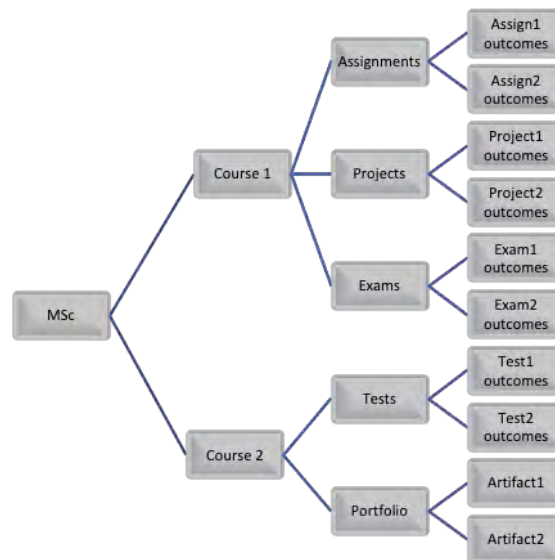 Assign1
outcomes
Assignments
Assign2
outcomes
Project1
outcomes
Course 1
Projects
Project2
outcomes
Exam1
outcomes
Exams
Exam2
outcomes
MSc
Test1
outcomes
Tests
Test2
outcomes
Course 2
Artifact1
Portfolio
Artifact2